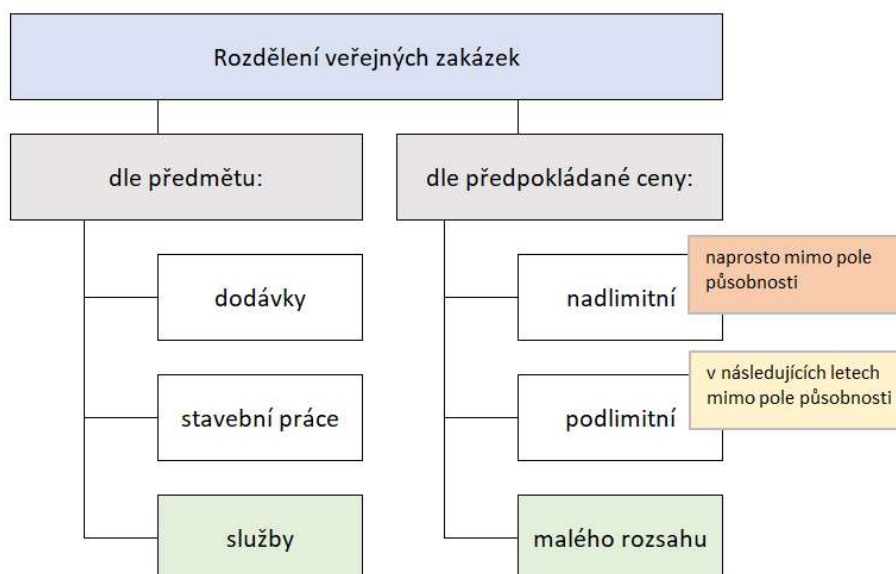 Rozdělení veřejných zakázek
dle předmětu:
dle předpokládané ceny:
dodávky
nadlimitní
naprosto mimo pole
působnosti
stavební práce
podlimitní
v následujících letech
mimo pole působnosti
služby
malého rozsahu